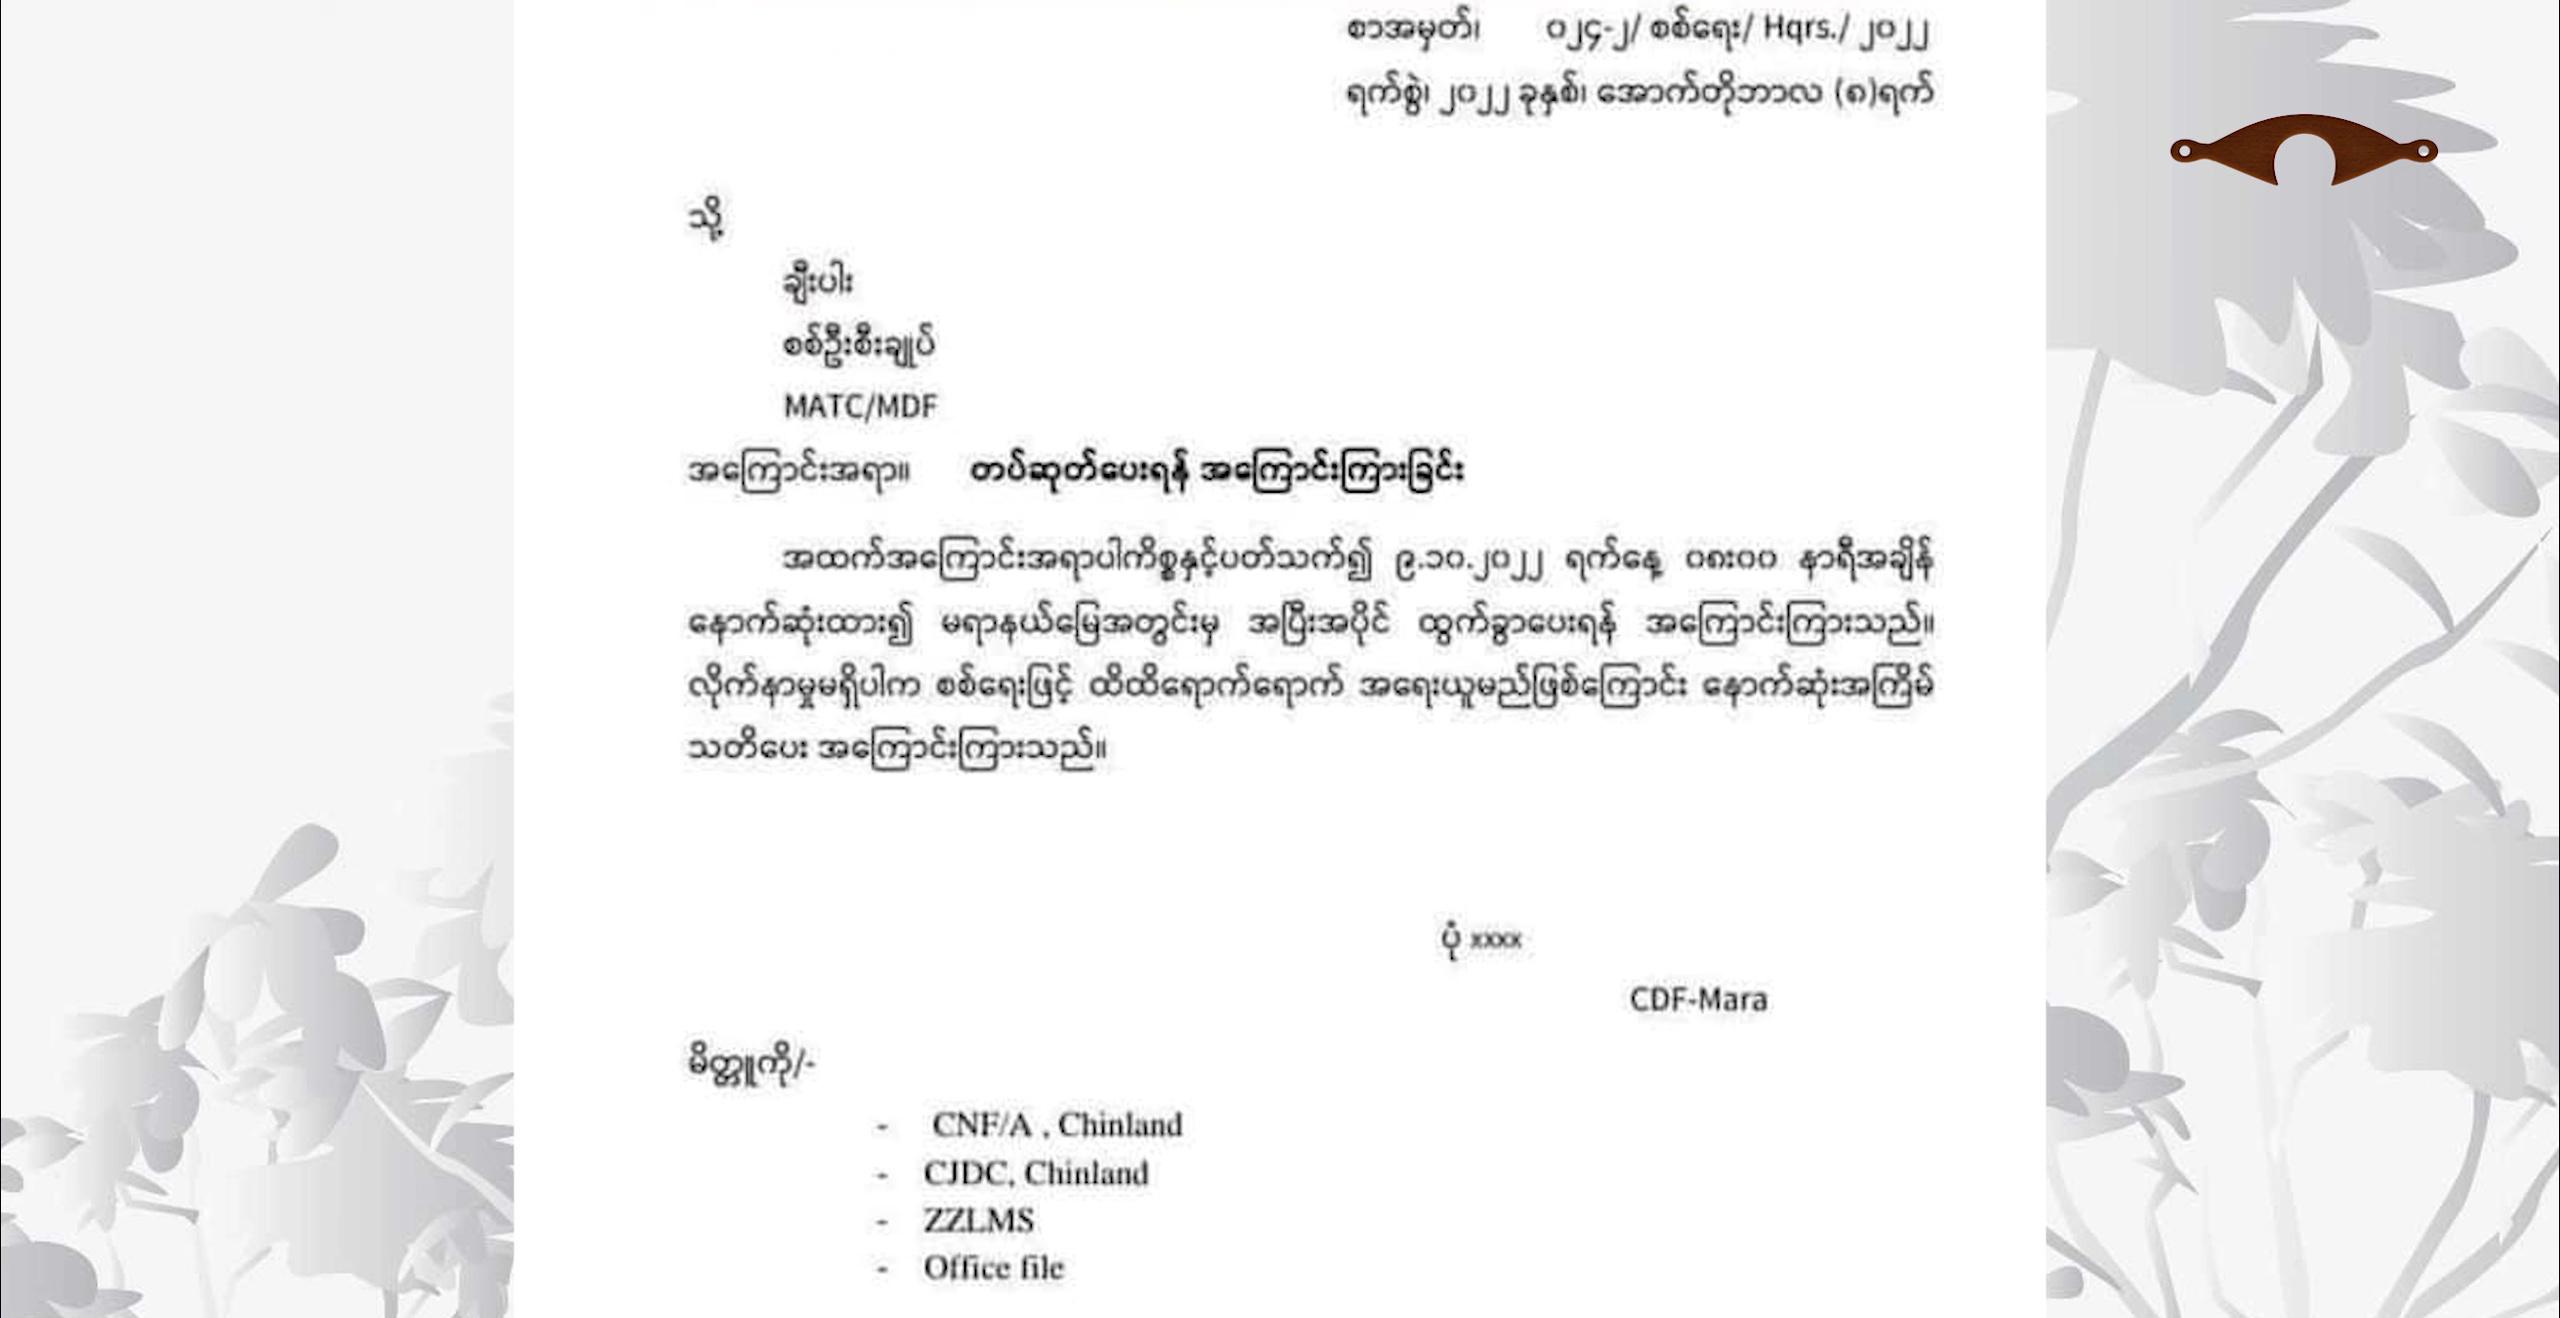 စာအမှတ်၊ ၀၂၄-၂/ စစ်ရေး/ Hqrs./ ၂၀၂၂
ရက်စွဲ၊ ၂၀၂၂ ခုနှစ်၊ အောက်တိုဘာလ (၈)ရက်
သို့
ချီးပါး
စစ်ဦးစီးချုပ်
MATC/MDF
အကြောင်းအရာ။ တပ်ဆုတ်ပေးရန် အကြောင်းကြားခြင်း
အထက်အကြောင်းအရာပါကိစ္စနှင့်ပတ်သက်၍ ၉.၁၀.၂၀၂၂ ရက်နေ့ ၀၈း၀၀ နာရီအချိန်
နောက်ဆုံးထား၍ မရာနယ်မြေအတွင်းမှ အပြီးအပိုင် ထွက်ခွာပေးရန် အကြောင်းကြားသည်။
လိုက်နာမှုမရှိပါက စစ်ရေးဖြင့် ထိထိရောက်ရောက် အရေးယူမည်ဖြစ်ကြောင်း နောက်ဆုံးအကြိမ်
သတိပေး အကြောင်းကြားသည်။
ပုံ xxxx
CDF-Mara
မိတ္တူကို/-
- CNF/A , Chinland
- CJDC, Chinland
- ZZLMS
- Office file